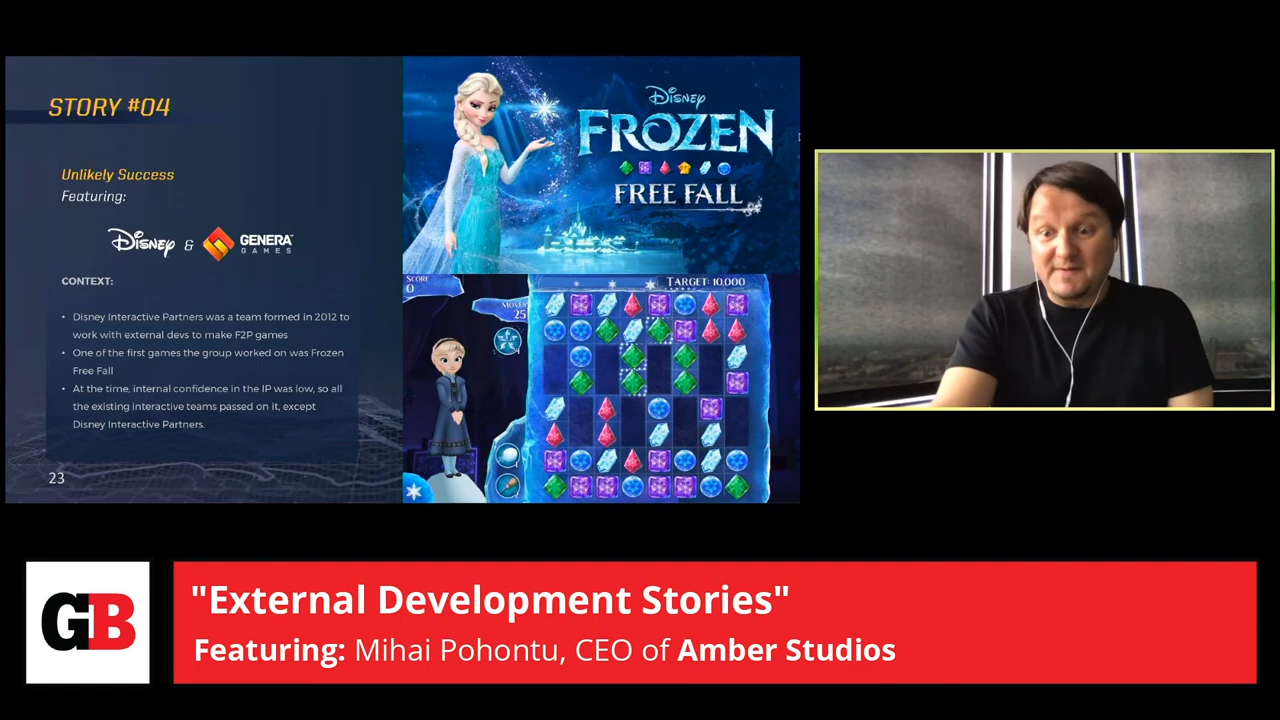 STORY #04
Unlikely Success
Featuring:
Disney & GENERA™
GAMES
CONTEXT:
• Disney Interactive Partners was a team formed in 2012 to
work with external devs to make F2P games
• One of the first games the group worked on was Frozen
Free Fall
• At the time, internal confidence in the IP was low, so all
the existing interactive teams passed on it, except
Disney Interactive Partners.
23
Disney
FROZEN
FREE FALL
SCORE
0
TARGET: 10,000
MOVES
25
GB
"External Development Stories"
Featuring: Mihai Pohontu, CEO of Amber Studios